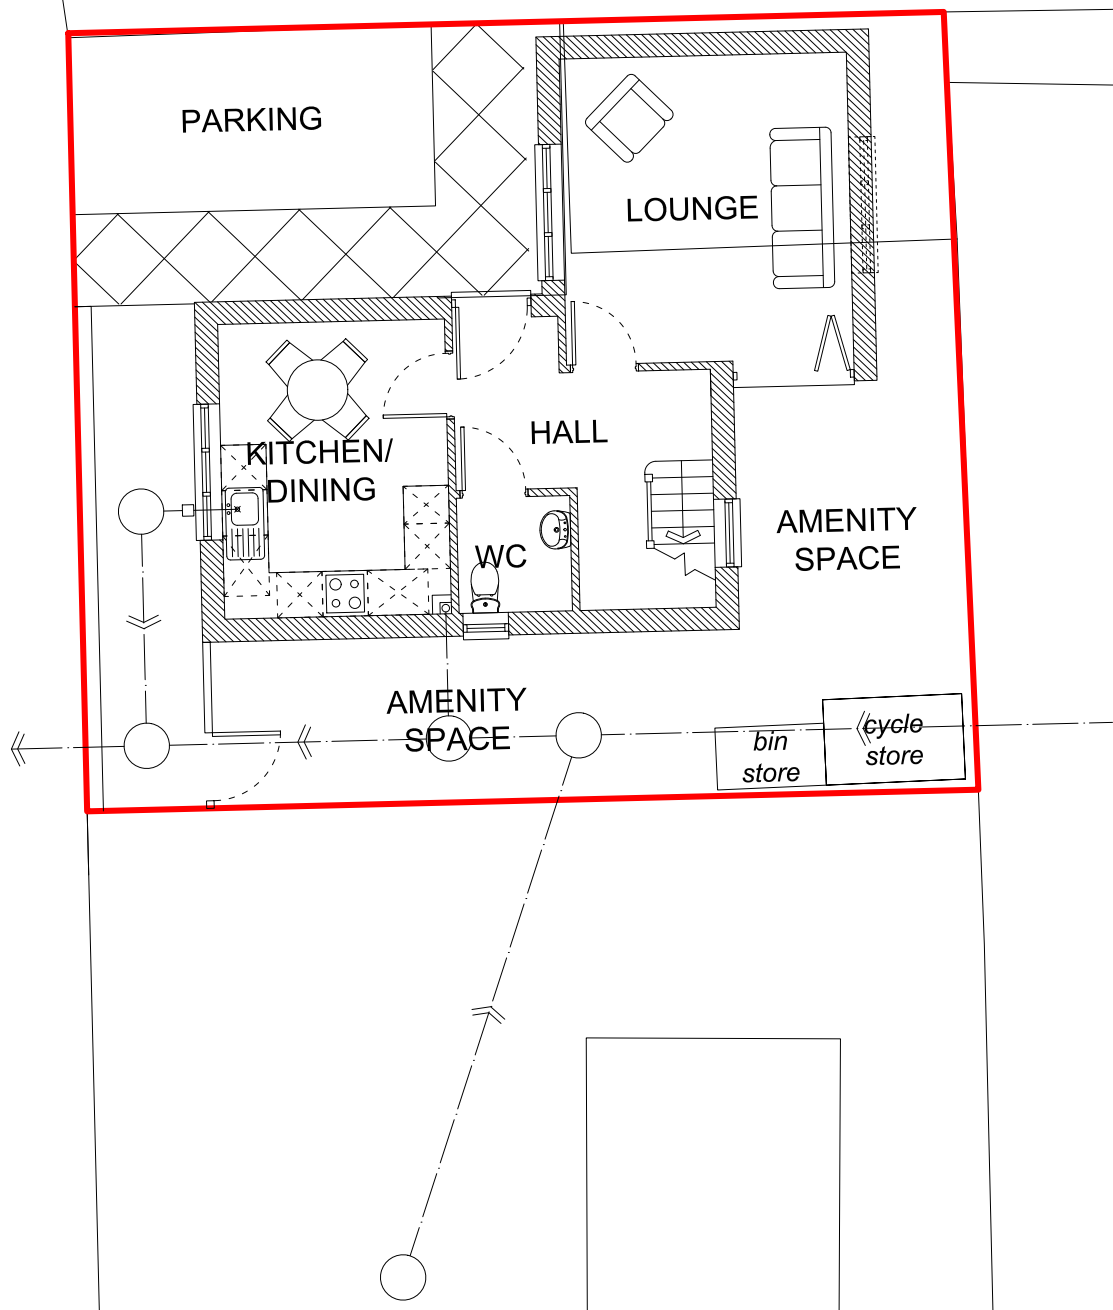 PARKING
LOUNGE
HALL
KITCHEN/
DINING
WC
AMENITY
SPACE
AMENITY
SPACE
bin
store
cycle
store